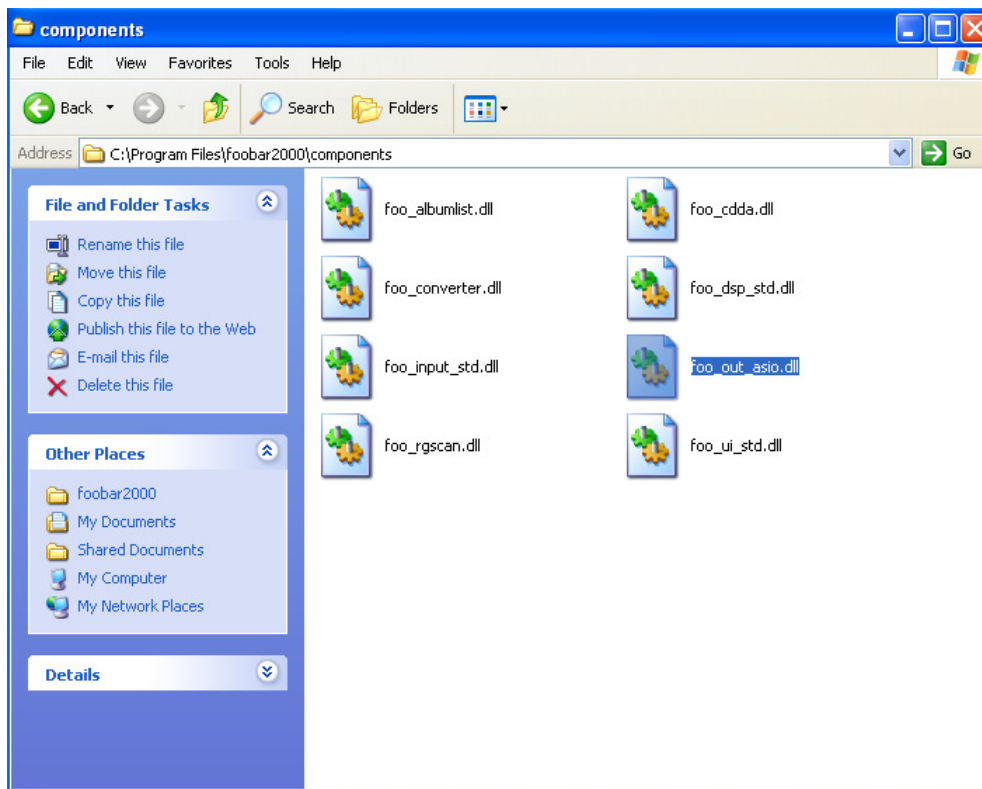 components
File Edit View Favorites Tools Help
Back Search Folders
Address C:\Program Files\foobar2000\components Go
File and Folder Tasks
Rename this file
Move this file
Copy this file
Publish this file to the Web
E-mail this file
Delete this file
Other Places
foobar2000
My Documents
Shared Documents
My Computer
My Network Places
Details
foo_albumlist.dll foo_cdda.dll
foo_converter.dll foo_dsp_std.dll
foo_input_std.dll foo_out_asio.dll
foo_rgscan.dll foo_ui_std.dll